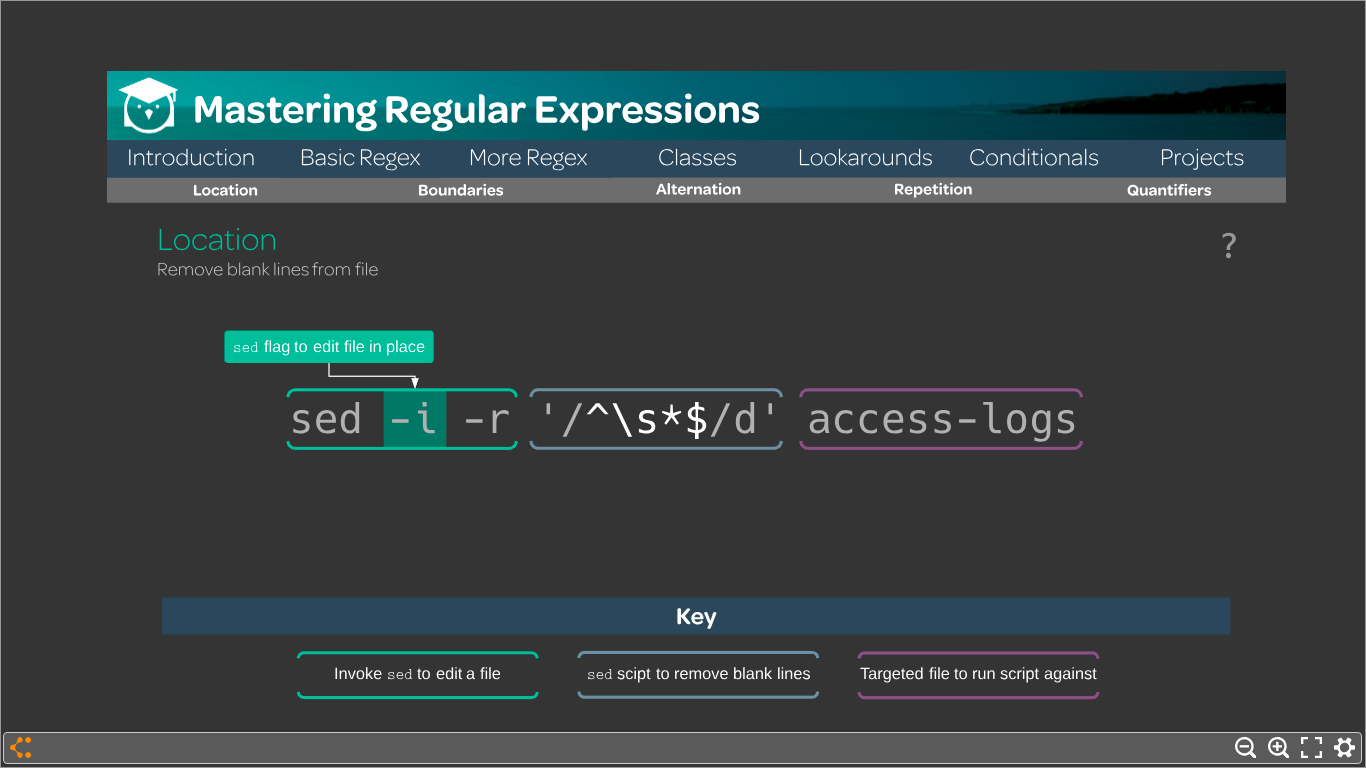 Mastering Regular Expressions
Introduction Basic Regex More Regex Classes Lookarounds Conditionals Projects
Location Boundaries Alternation Repetition Quantifiers
Location
?
Remove blank lines from file
sed flag to edit file in place
sed -i -r '/^\s*$/d' access-logs
Key
Invoke sed to edit a file
sed scipt to remove blank lines
Targeted file to run script against